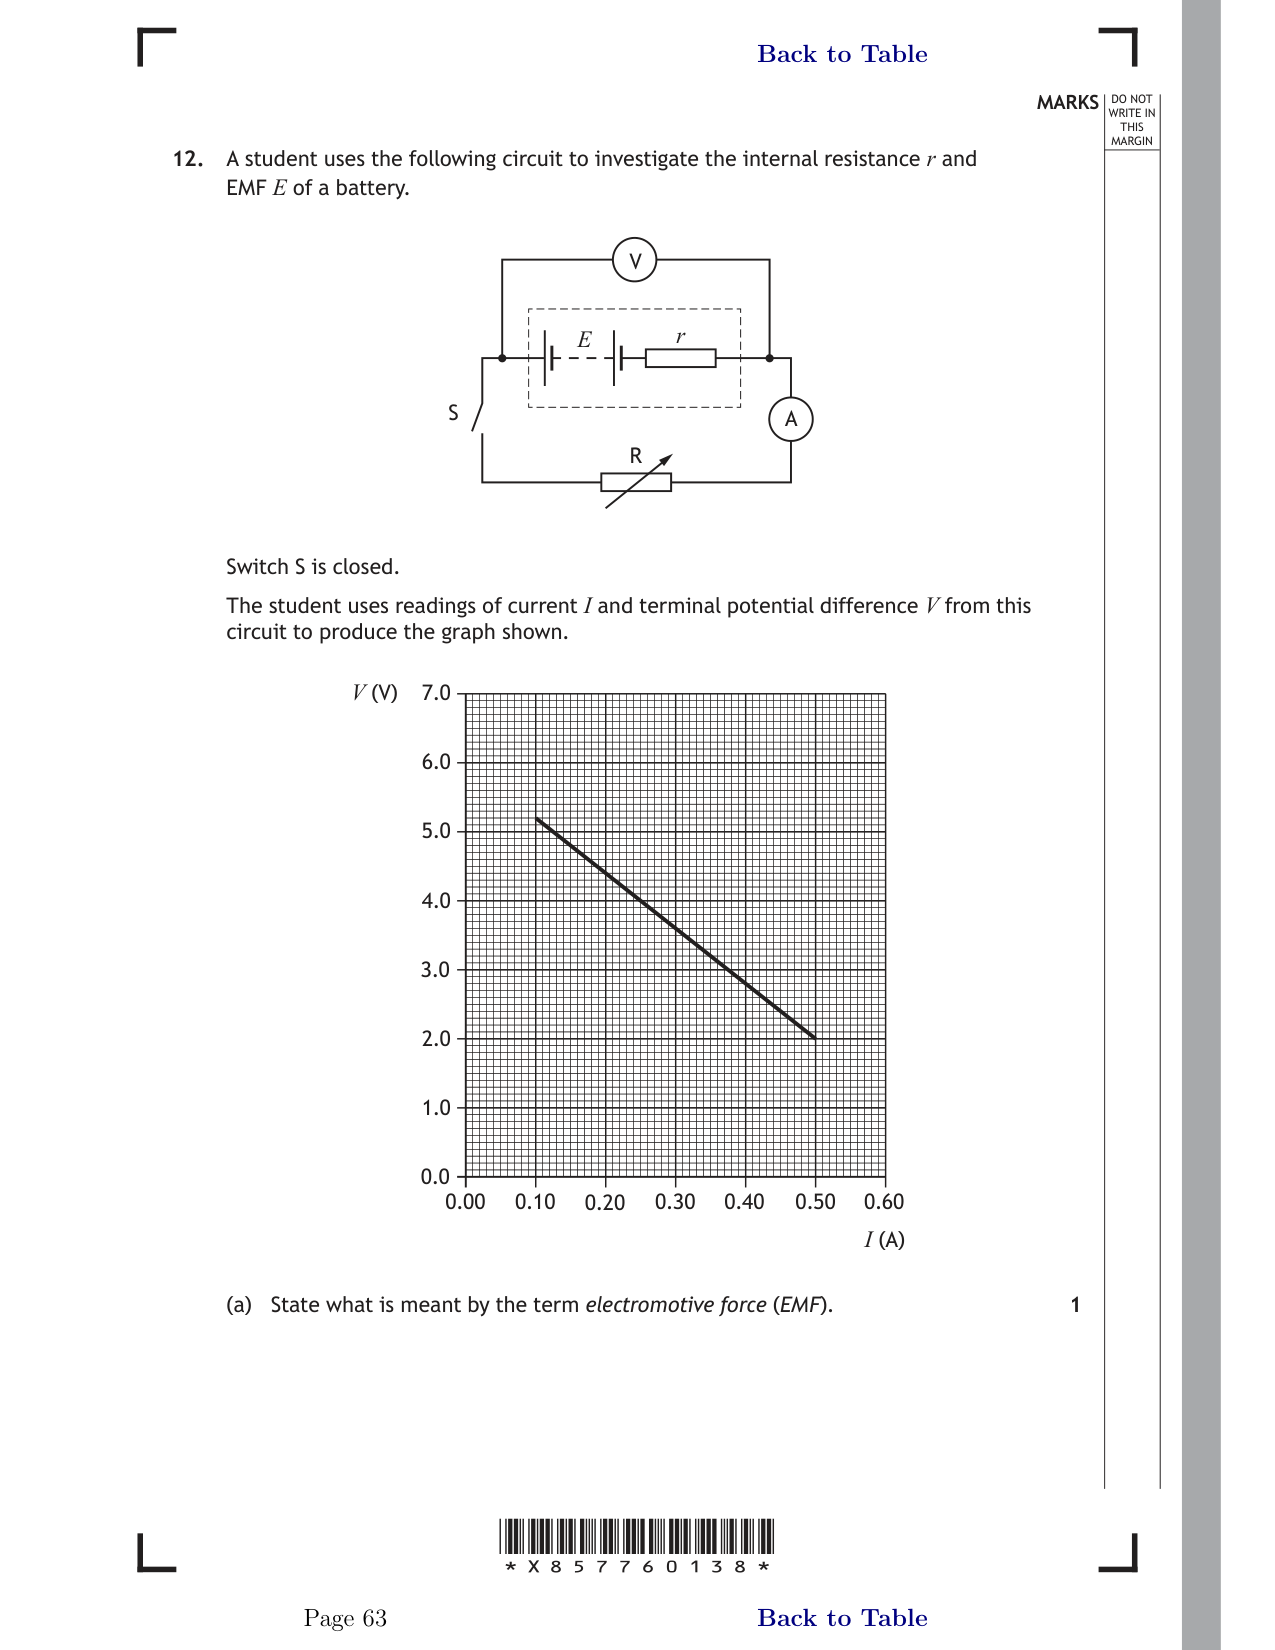 Back to Table
MARKS
DO NOT
WRITE IN
THIS
MARGIN
12. A student uses the following circuit to investigate the internal resistance r and
EMF E of a battery.
V
E
r
S
A
R
Switch S is closed.
The student uses readings of current I and terminal potential difference V from this
circuit to produce the graph shown.
V (V)
7.0
6.0
5.0
4.0
3.0
2.0
1.0
0.0
0.00 0.10 0.20 0.30 0.40 0.50 0.60
I (A)
(a) State what is meant by the term electromotive force (EMF). 1
* X 8 5 7 7 6 0 1 3 8 *
Page 63
Back to Table